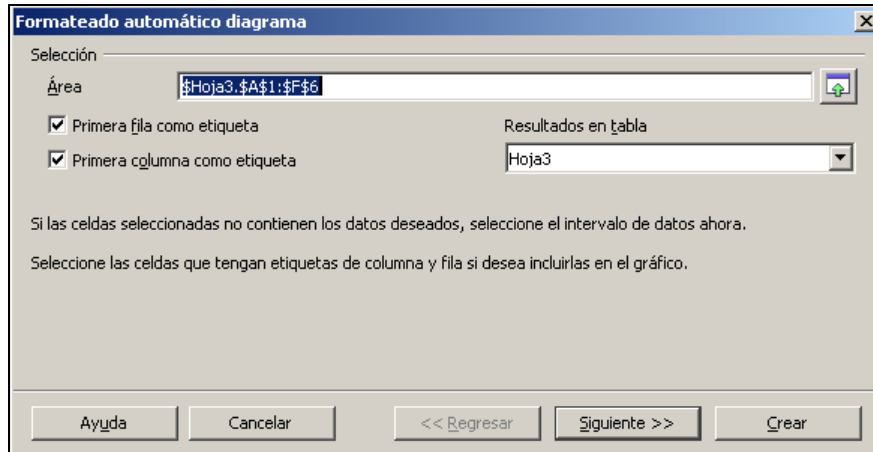 Formateado automático diagrama
Selección
Área $Hoja3.$A$1:$F$6
Primera fila como etiqueta
Resultados en tabla
Primera columna como etiqueta
Hoja3
Si las celdas seleccionadas no contienen los datos deseados, seleccione el intervalo de datos ahora.
Seleccione las celdas que tengan etiquetas de columna y fila si desea incluirlas en el gráfico.
Ayuda Cancelar << Regresar Siguiente >> Crear